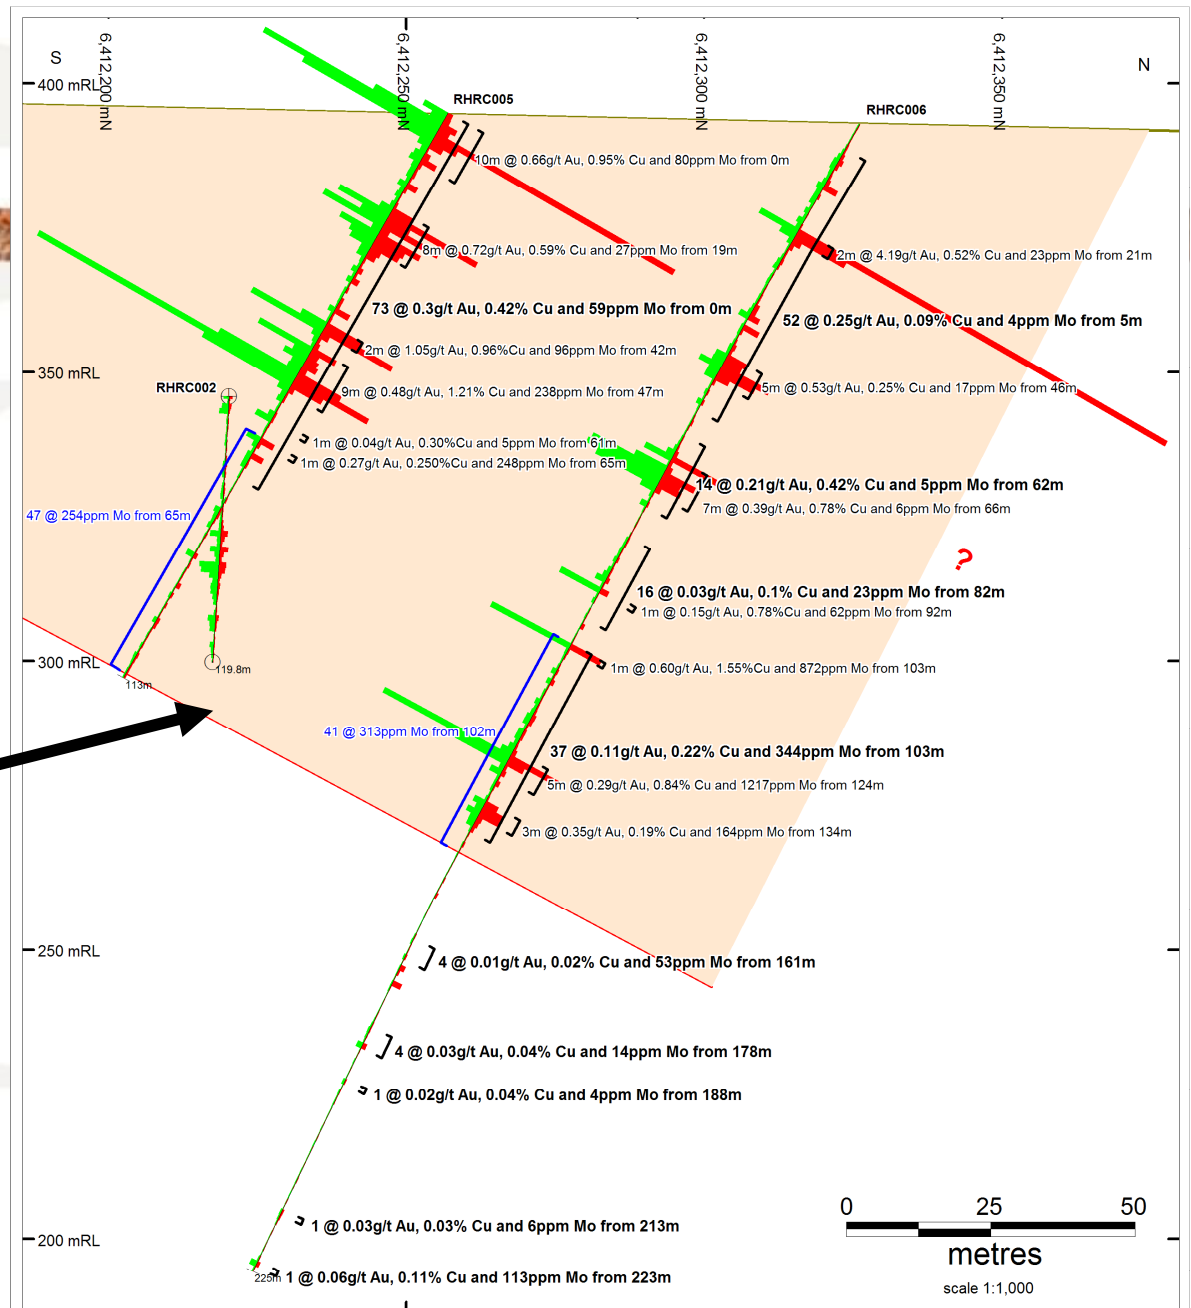 S
N
6,412,200 mN
6,412,250 mN
6,412,300 mN
6,412,350 mN
400 mRL
RHRC005
RHRC006
10m @ 0.66g/t Au, 0.95% Cu and 80ppm Mo from 0m
8m @ 0.72g/t Au, 0.59% Cu and 27ppm Mo from 19m
2m @ 4.19g/t Au, 0.52% Cu and 23ppm Mo from 21m
73 @ 0.3g/t Au, 0.42% Cu and 59ppm Mo from 0m
52 @ 0.25g/t Au, 0.09% Cu and 4ppm Mo from 5m
2m @ 1.05g/t Au, 0.96%Cu and 96ppm Mo from 42m
350 mRL
RHRC002
9m @ 0.48g/t Au, 1.21% Cu and 238ppm Mo from 47m
5m @ 0.53g/t Au, 0.25% Cu and 17ppm Mo from 46m
1m @ 0.04g/t Au, 0.30%Cu and 5ppm Mo from 61m
1m @ 0.27g/t Au, 0.250%Cu and 248ppm Mo from 65m
14 @ 0.21g/t Au, 0.42% Cu and 5ppm Mo from 62m
7m @ 0.39g/t Au, 0.78% Cu and 6ppm Mo from 66m
47 @ 254ppm Mo from 65m
?
16 @ 0.03g/t Au, 0.1% Cu and 23ppm Mo from 82m
1m @ 0.15g/t Au, 0.78%Cu and 62ppm Mo from 92m
300 mRL
119.8m
113m
1m @ 0.60g/t Au, 1.55%Cu and 872ppm Mo from 103m
41 @ 313ppm Mo from 102m
37 @ 0.11g/t Au, 0.22% Cu and 344ppm Mo from 103m
5m @ 0.29g/t Au, 0.84% Cu and 1217ppm Mo from 124m
3m @ 0.35g/t Au, 0.19% Cu and 164ppm Mo from 134m
250 mRL
4 @ 0.01g/t Au, 0.02% Cu and 53ppm Mo from 161m
4 @ 0.03g/t Au, 0.04% Cu and 14ppm Mo from 178m
1 @ 0.02g/t Au, 0.04% Cu and 4ppm Mo from 188m
200 mRL
1 @ 0.03g/t Au, 0.03% Cu and 6ppm Mo from 213m
225m
1 @ 0.06g/t Au, 0.11% Cu and 113ppm Mo from 223m
0 25 50
metres
scale 1:1,000